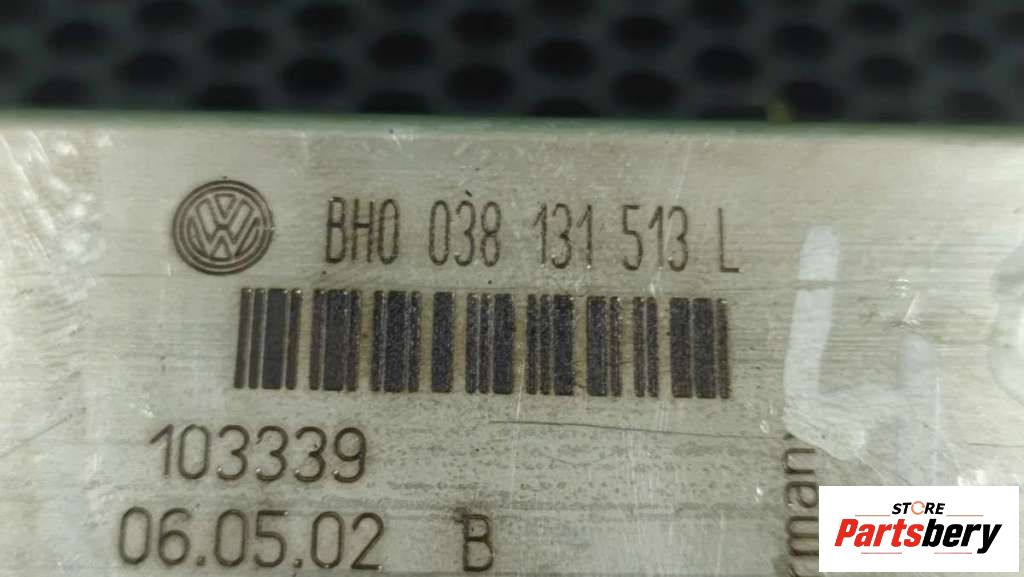 BH0 038 131 513 L
103339
06.05.02 B
STORE
Partsbery